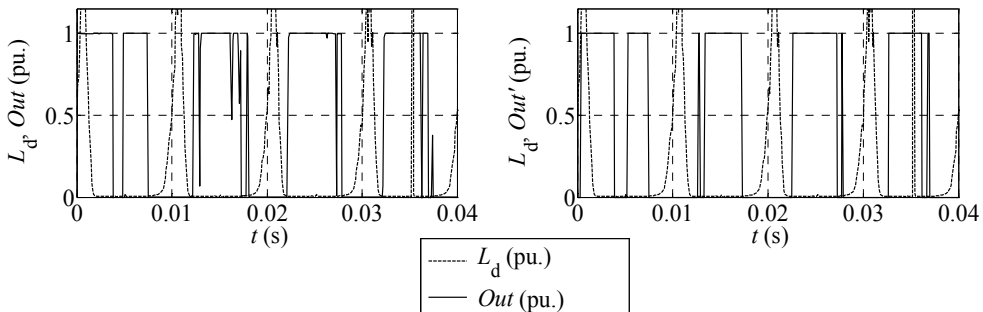 L_d, Out (pu.)
1
0.5
0
0 0.01 0.02 0.03 0.04
t (s)
L_d, Out' (pu.)
1
0.5
0
0 0.01 0.02 0.03 0.04
t (s)
L_d (pu.)
Out (pu.)